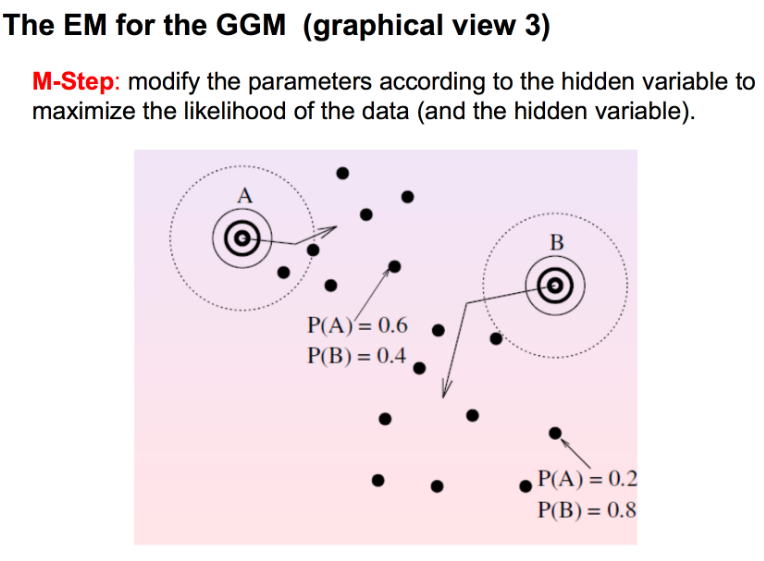 The EM for the GGM (graphical view 3)
M-Step: modify the parameters according to the hidden variable to
maximize the likelihood of the data (and the hidden variable).
A
B
P(A) = 0.6
P(B) = 0.4
P(A) = 0.2
P(B) = 0.8